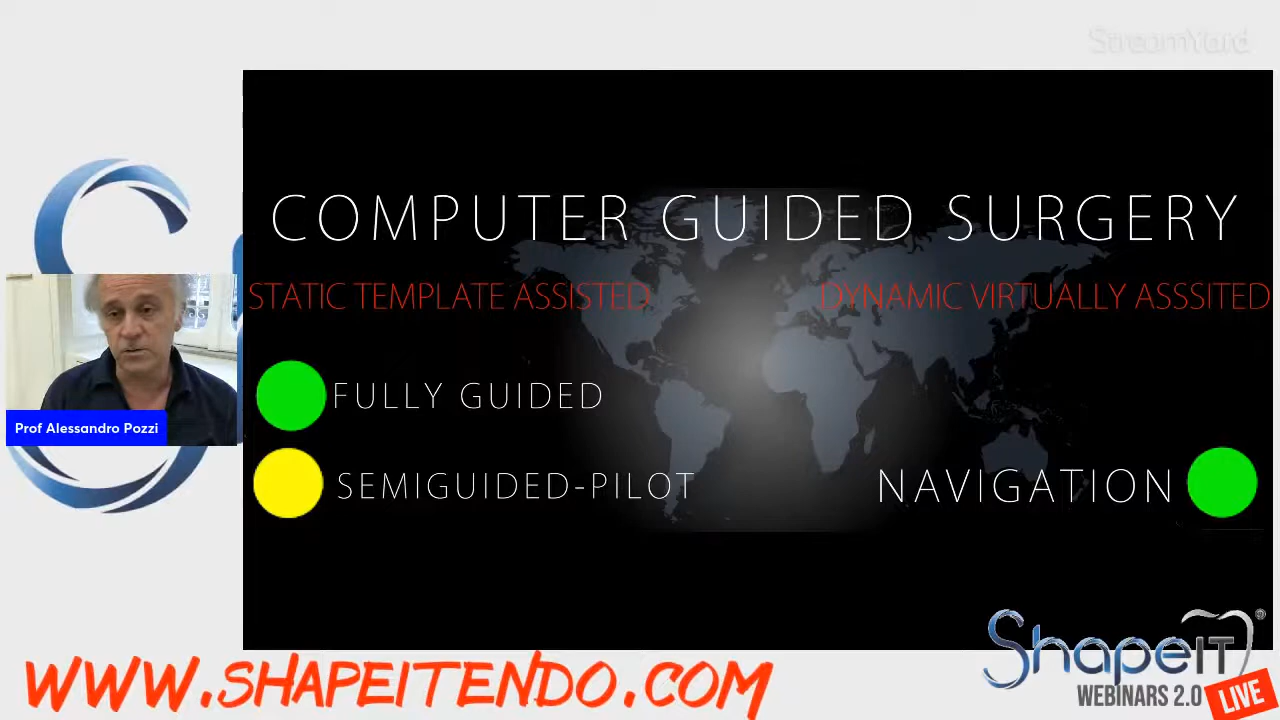 StreamYard
COMPUTER GUIDED SURGERY
STATIC TEMPLATE ASSISTED
DYNAMIC VIRTUALLY ASSSITED
FULLY GUIDED
SEMIGUIDED-PILOT
NAVIGATION
Prof Alessandro Pozzi
WWW.SHAPEITENDO.COM
ShapeIT®
WEBINARS 2.0
LIVE